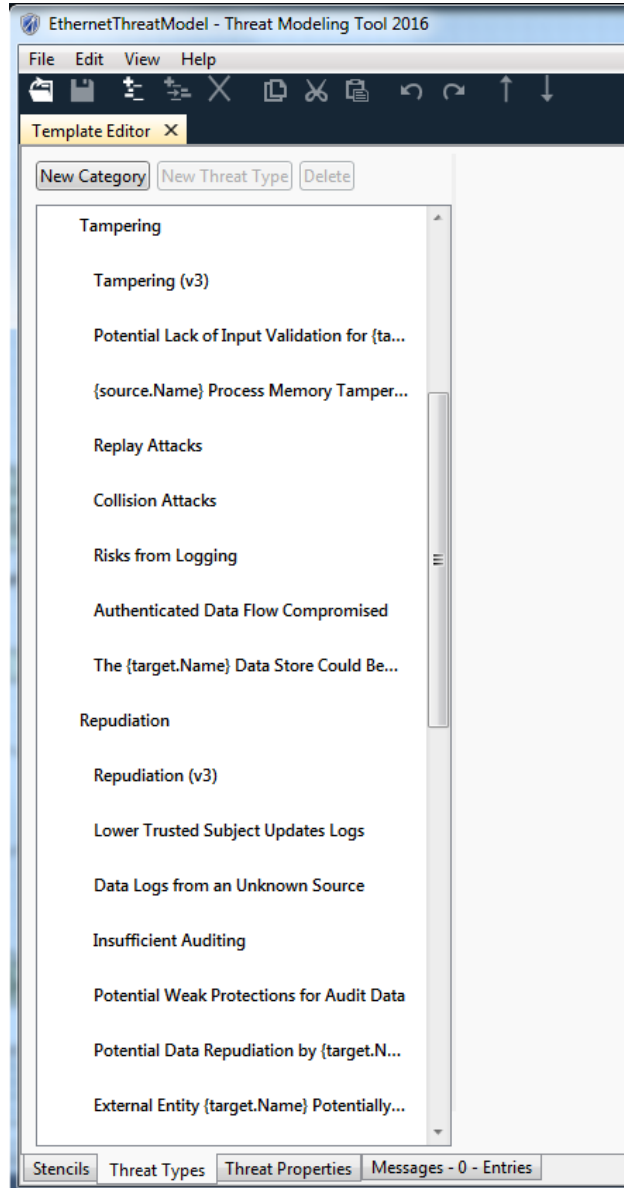 EthernetThreatModel - Threat Modeling Tool 2016
File Edit View Help
Template Editor X
New Category New Threat Type Delete
Tampering
Tampering (v3)
Potential Lack of Input Validation for {ta...
{source.Name} Process Memory Tamper...
Replay Attacks
Collision Attacks
Risks from Logging
Authenticated Data Flow Compromised
The {target.Name} Data Store Could Be...
Repudiation
Repudiation (v3)
Lower Trusted Subject Updates Logs
Data Logs from an Unknown Source
Insufficient Auditing
Potential Weak Protections for Audit Data
Potential Data Repudiation by {target.N...
External Entity {target.Name} Potentially...
Stencils Threat Types Threat Properties Messages - 0 - Entries